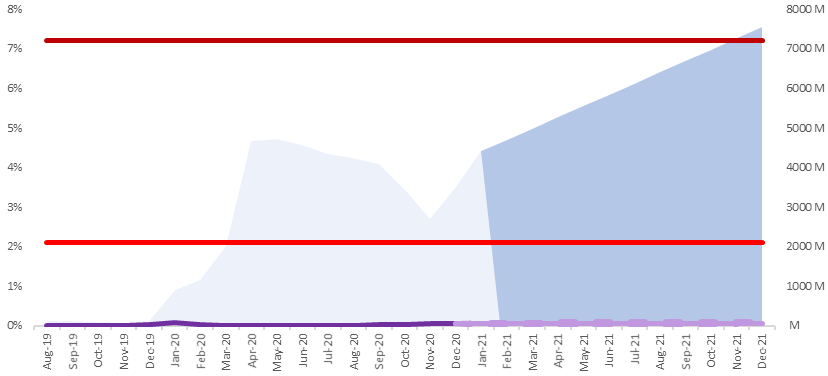 8% 8000 M
7% 7000 M
6% 6000 M
5% 5000 M
4% 4000 M
3% 3000 M
2% 2000 M
1% 1000 M
0% M
Aug-19 Sep-19 Oct-19 Nov-19 Dec-19 Jan-20 Feb-20 Mar-20 Apr-20 May-20 Jun-20 Jul-20 Aug-20 Sep-20 Oct-20 Nov-20 Dec-20 Jan-21 Feb-21 Mar-21 Apr-21 May-21 Jun-21 Jul-21 Aug-21 Sep-21 Oct-21 Nov-21 Dec-21